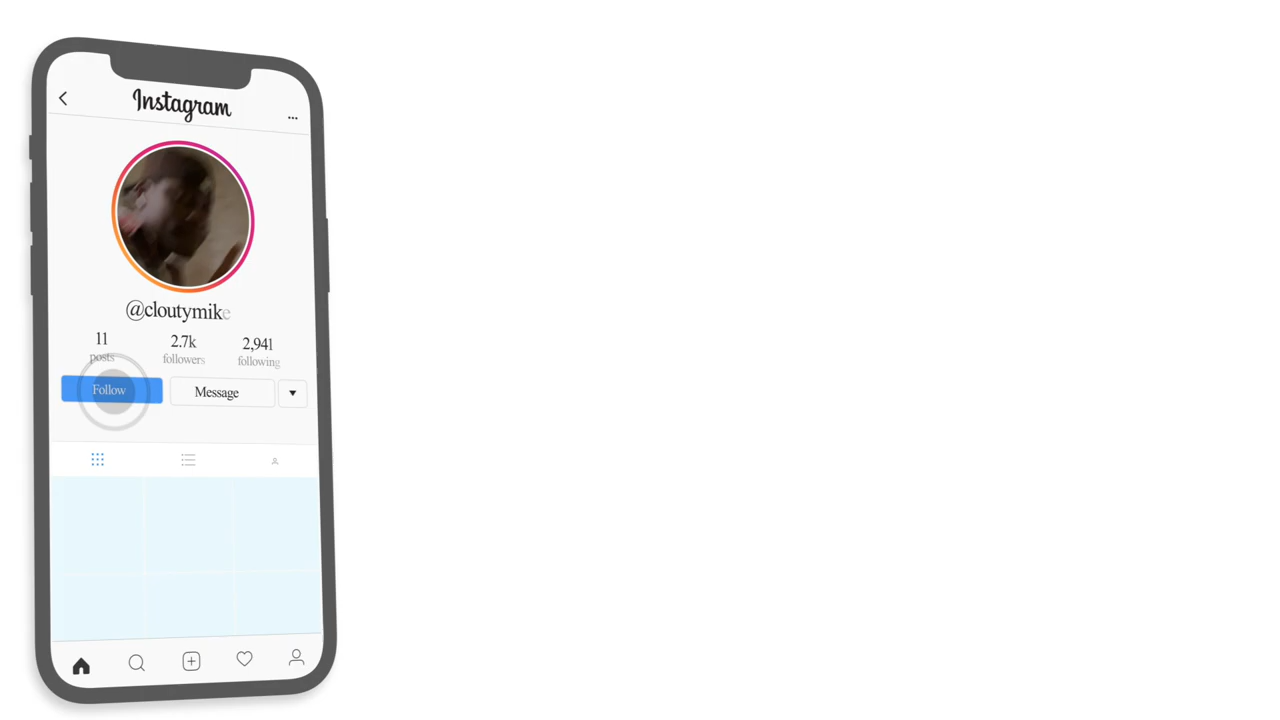 Instagram
@cloutymike
11 2.7k 2,941
posts followers following
Follow Message